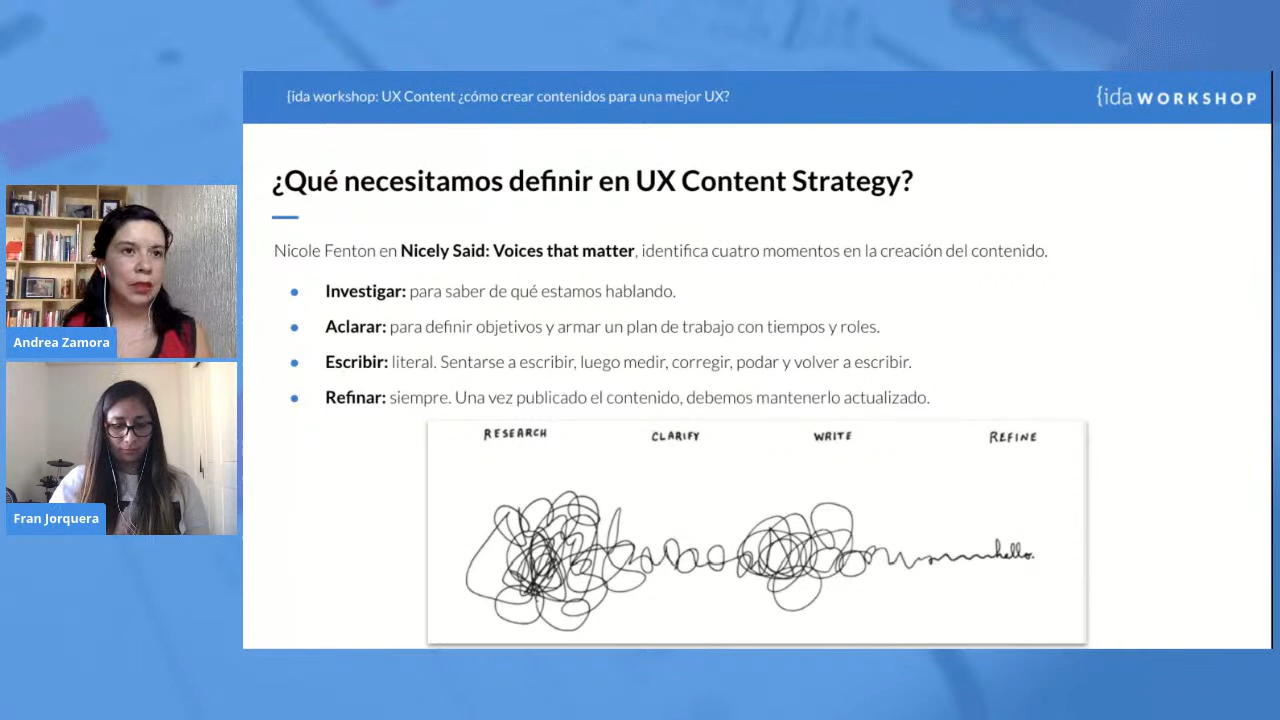 {ida workshop: UX Content ¿cómo crear contenidos para una mejor UX?
{ida WORKSHOP
¿Qué necesitamos definir en UX Content Strategy?
Nicole Fenton en Nicely Said: Voices that matter, identifica cuatro momentos en la creación del contenido.
Investigar: para saber de qué estamos hablando.
Aclarar: para definir objetivos y armar un plan de trabajo con tiempos y roles.
Escribir: literal. Sentarse a escribir, luego medir, corregir, podar y volver a escribir.
Refinar: siempre. Una vez publicado el contenido, debemos mantenerlo actualizado.
RESEARCH CLARIFY WRITE REFINE
hello.
Andrea Zamora
Fran Jorquera